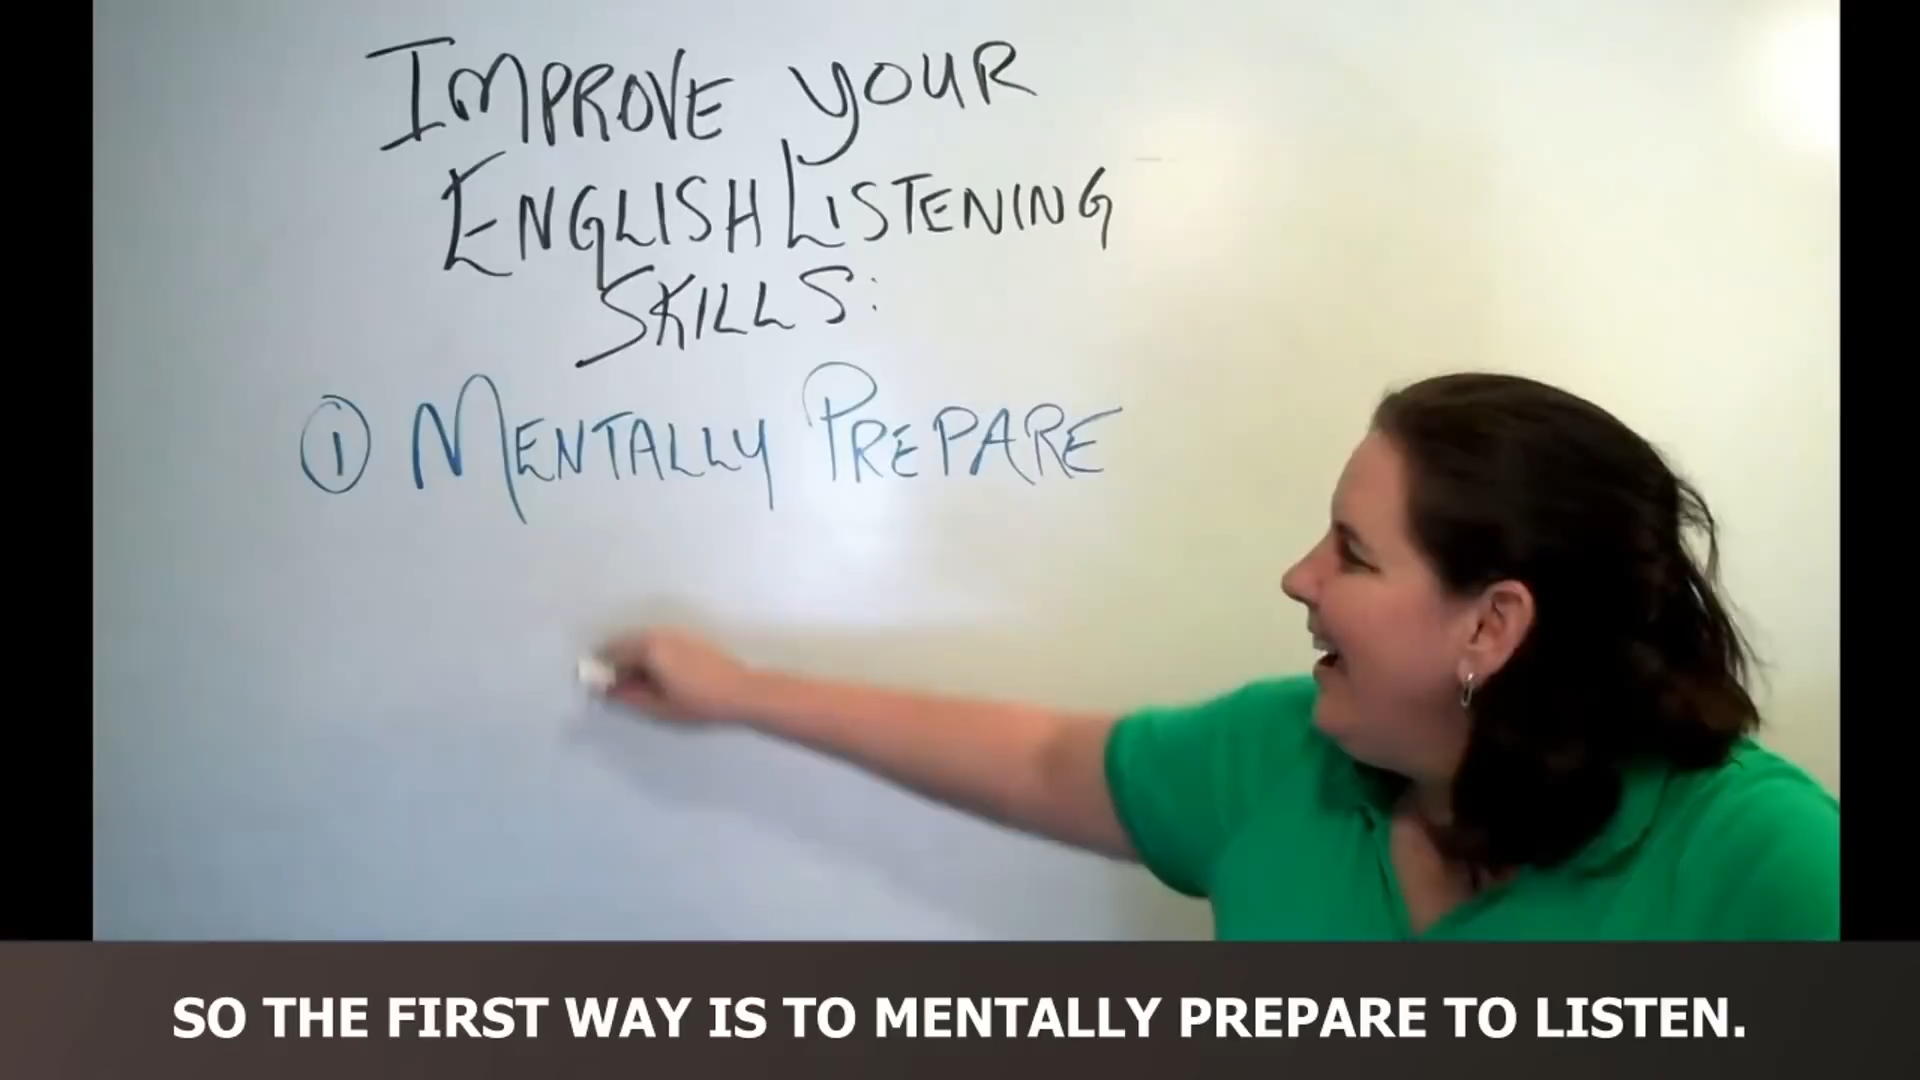 IMPROVE YOUR
ENGLISH LISTENING
SKILLS:
① MENTALLY PREPARE
SO THE FIRST WAY IS TO MENTALLY PREPARE TO LISTEN.